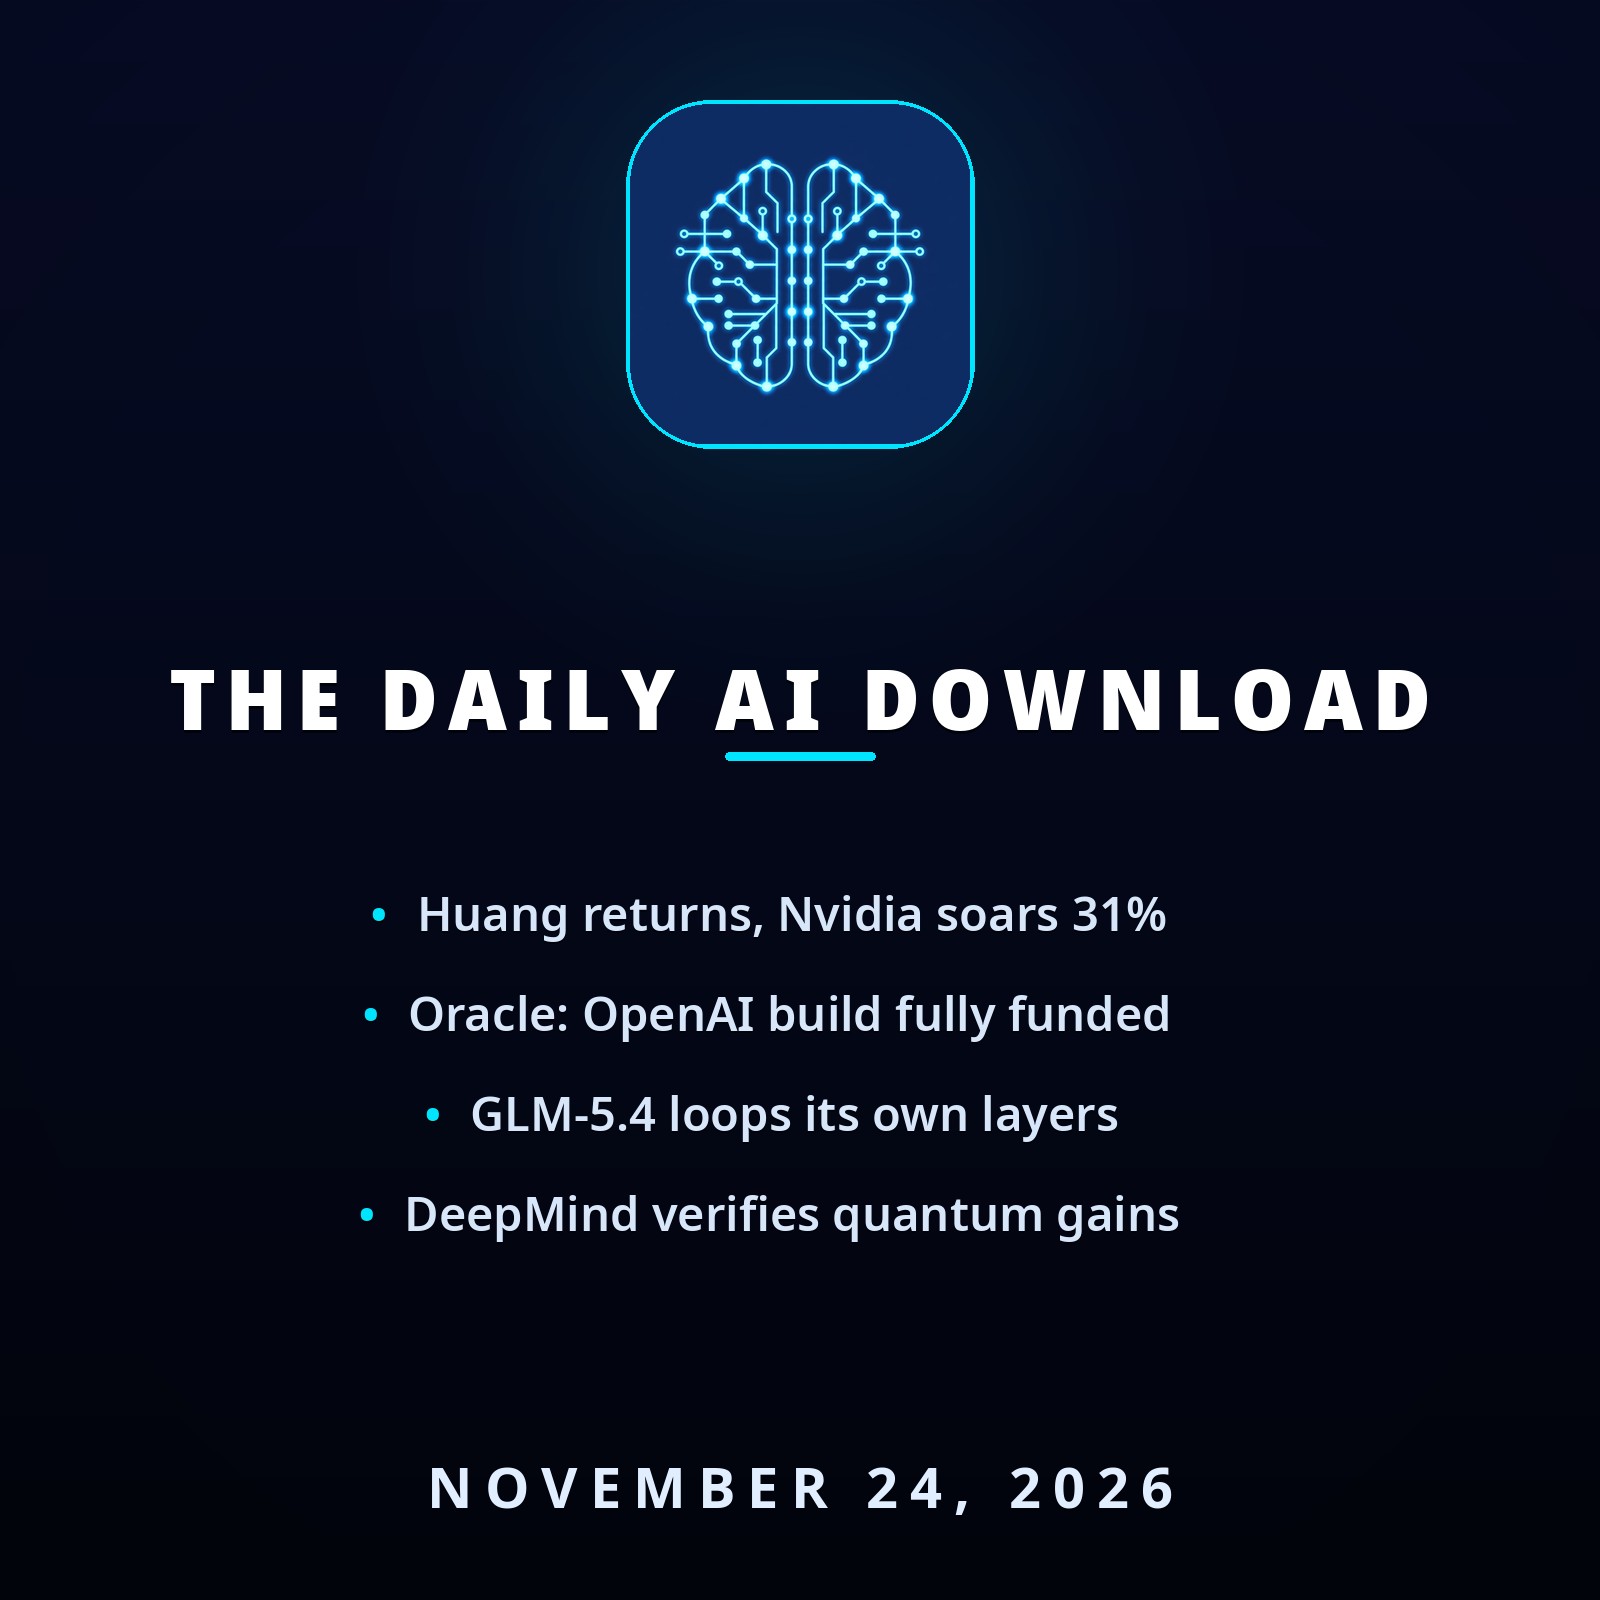 THE DAILY AI DOWNLOAD
• Huang returns, Nvidia soars 31%
• Oracle: OpenAI build fully funded
• GLM-5.4 loops its own layers
• DeepMind verifies quantum gains
NOVEMBER 24, 2026